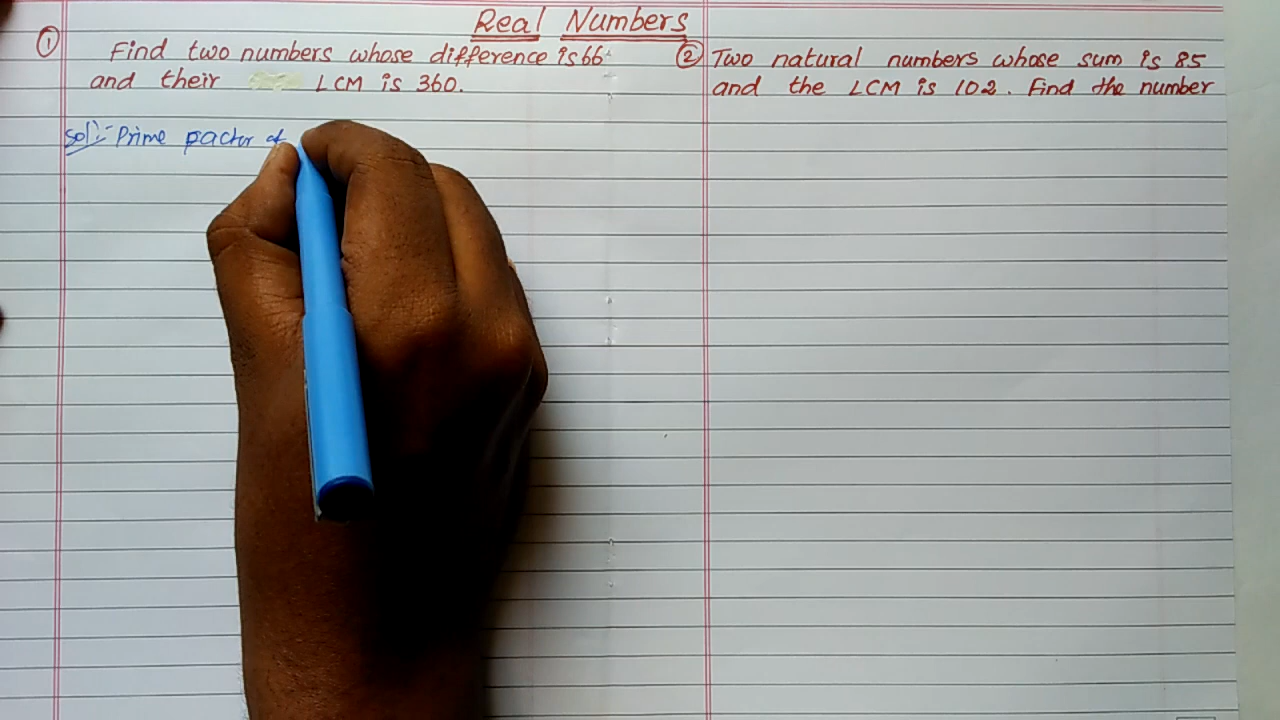 Real Numbers
① Find two numbers whose difference is 66
and their LCM is 360.
Sol:- Prime factor of
② Two natural numbers whose sum is 85
and the LCM is 102. Find the number